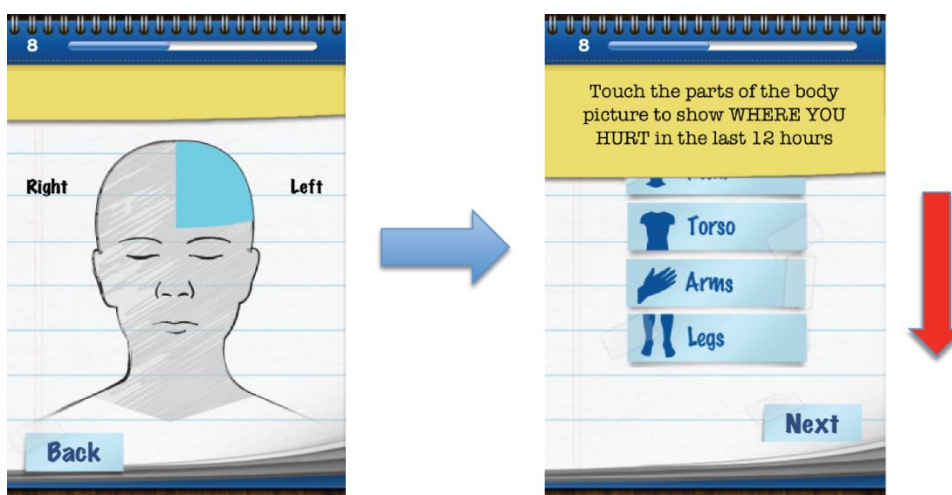 8
Right
Left
Back
8
Touch the parts of the body
picture to show WHERE YOU
HURT in the last 12 hours
Torso
Arms
Legs
Next